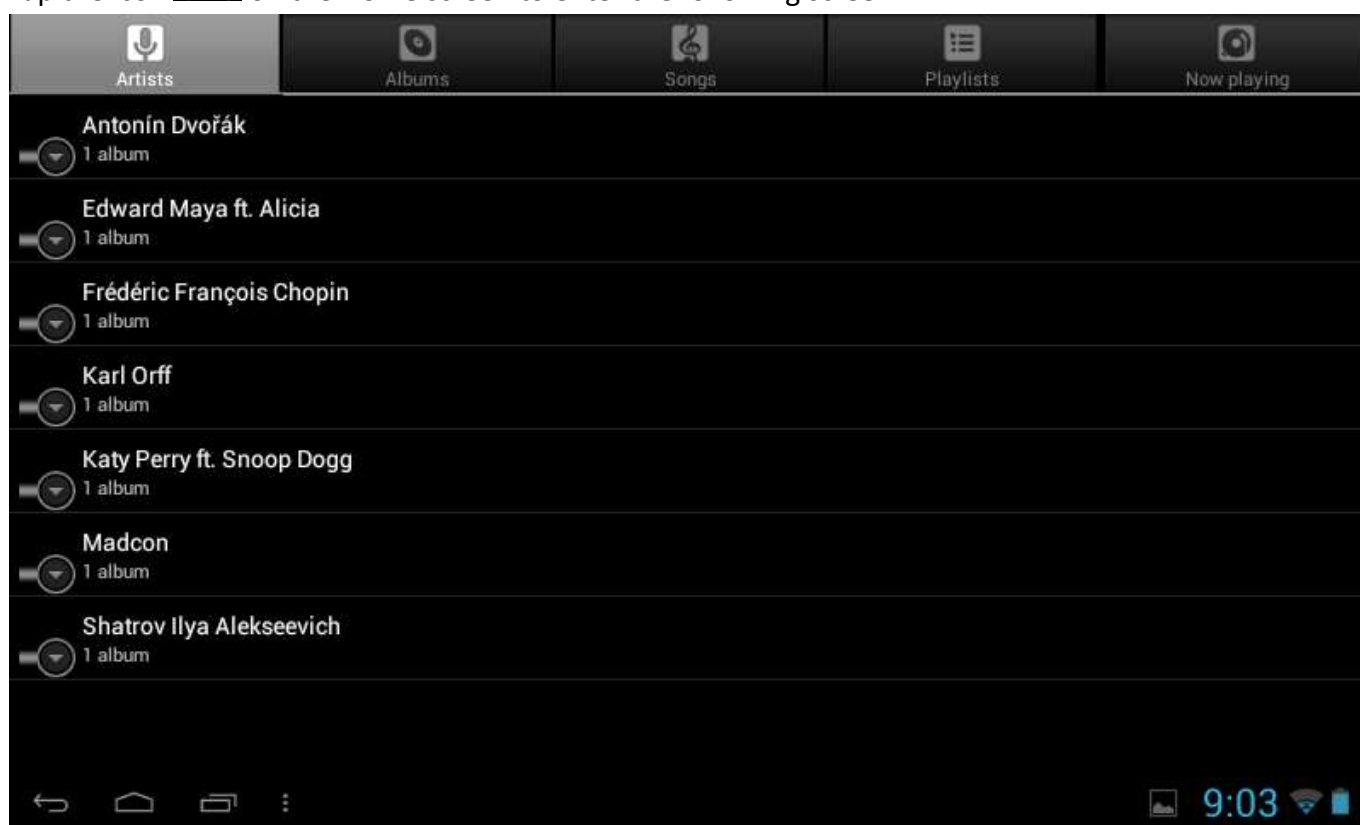 Artists Albums Songs Playlists Now playing
Antonín Dvořák
1 album
Edward Maya ft. Alicia
1 album
Frédéric François Chopin
1 album
Karl Orff
1 album
Katy Perry ft. Snoop Dogg
1 album
Madcon
1 album
Shatrov Ilya Alekseevich
1 album
9:03